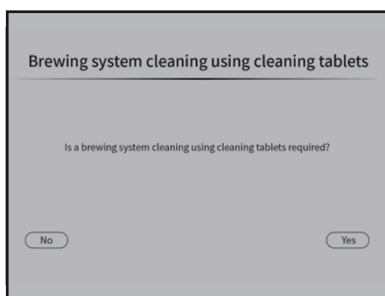 Brewing system cleaning using cleaning tablets
Is a brewing system cleaning using cleaning tablets required?
No
Yes